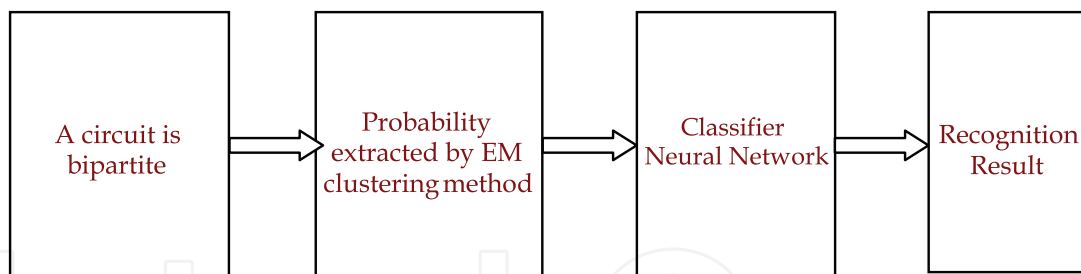 A circuit is
bipartite
Probability
extracted by EM
clustering method
Classifier
Neural Network
Recognition
Result